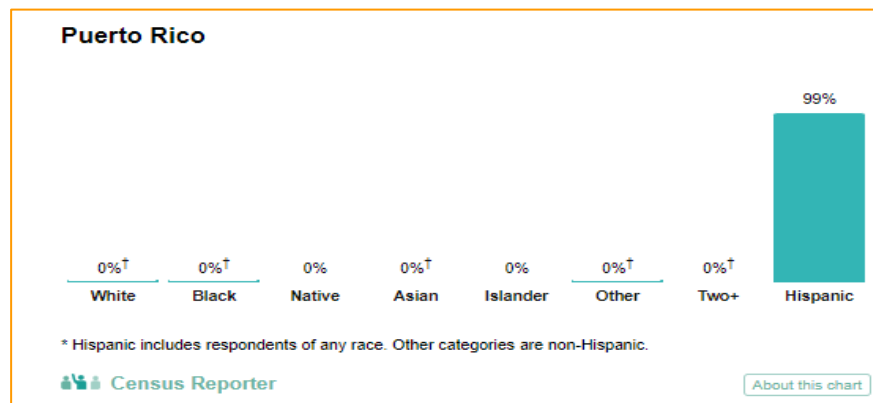 Puerto Rico
99%
0%† 0%† 0% 0%† 0% 0%† 0%†
White Black Native Asian Islander Other Two+ Hispanic
* Hispanic includes respondents of any race. Other categories are non-Hispanic.
Census Reporter
About this chart